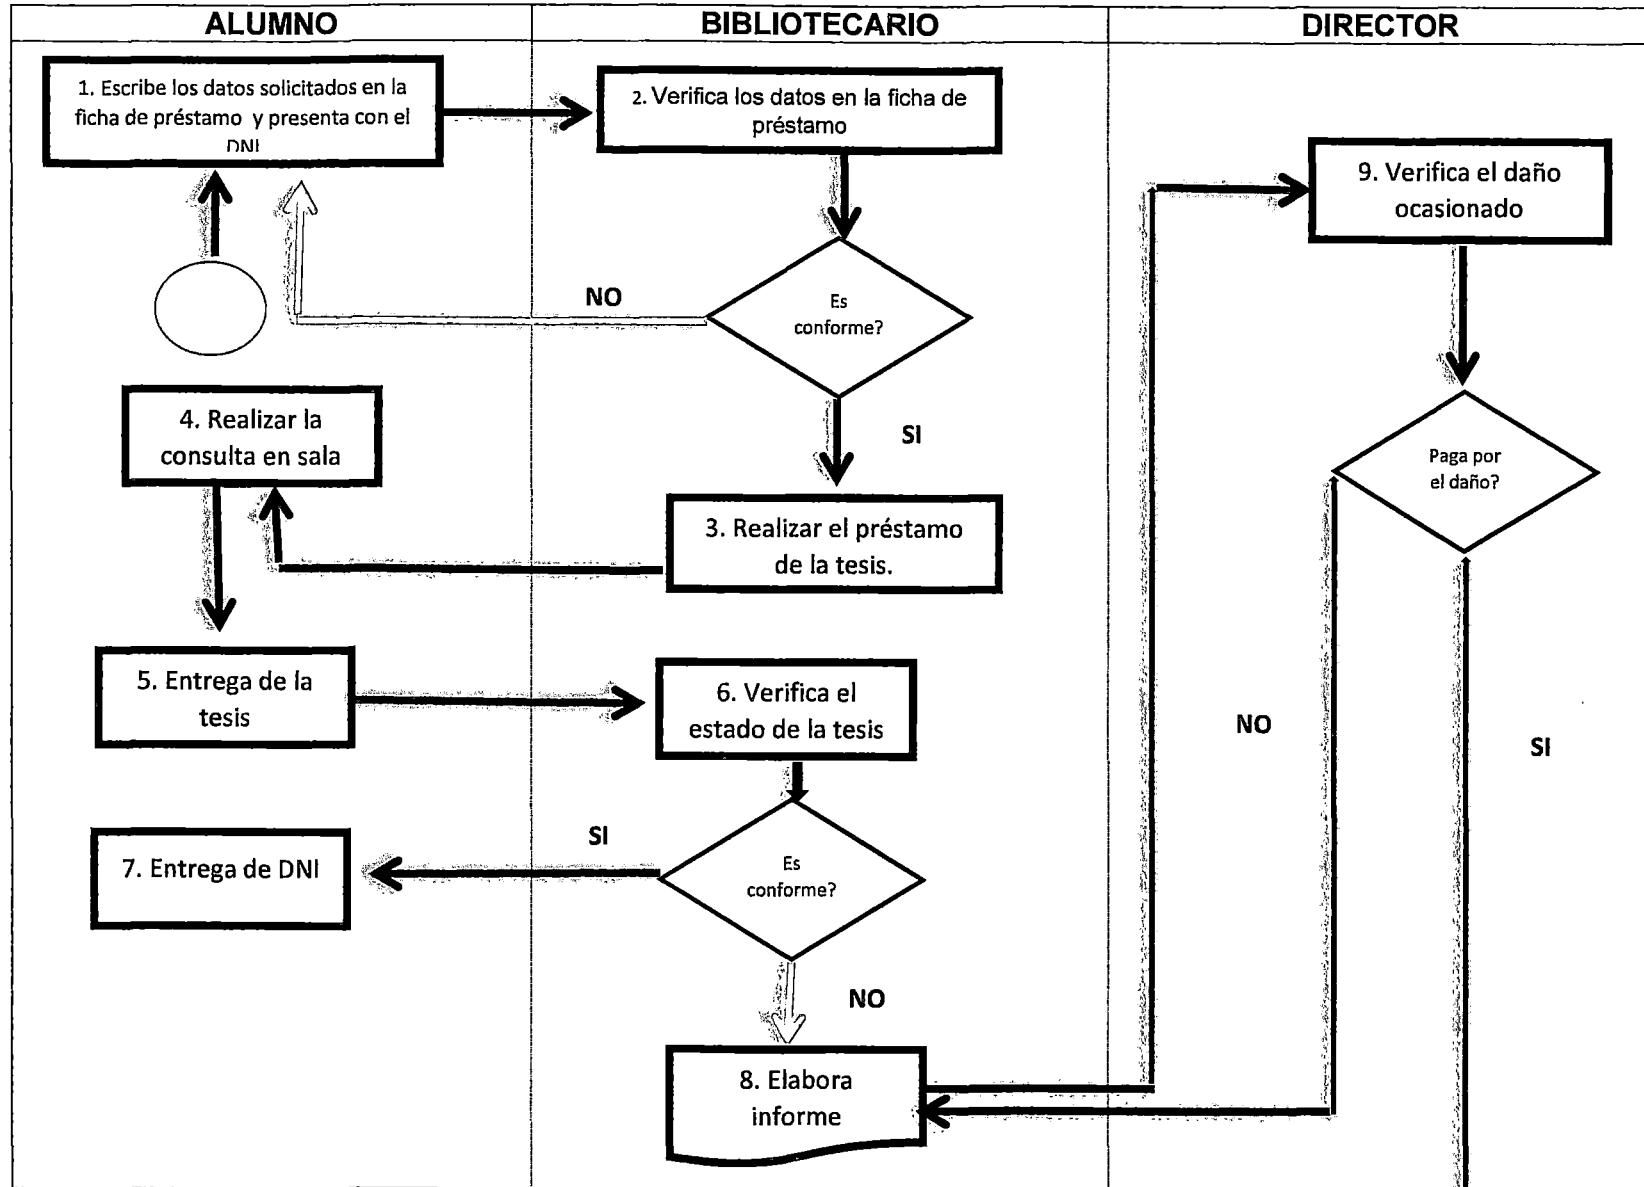 ALUMNO
BIBLIOTECARIO
DIRECTOR
1. Escribe los datos solicitados en la
ficha de préstamo y presenta con el
DNI
2. Verifica los datos en la ficha de
préstamo
9. Verifica el daño
ocasionado
NO
Es
conforme?
SI
4. Realizar la
consulta en sala
Paga por
el daño?
3. Realizar el préstamo
de la tesis.
5. Entrega de la
tesis
6. Verifica el
estado de la tesis
NO
SI
7. Entrega de DNI
SI
Es
conforme?
NO
8. Elabora
informe